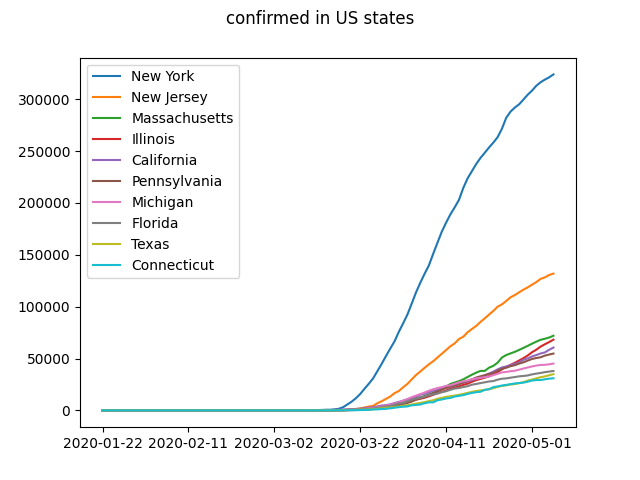 confirmed in US states
New York
New Jersey
Massachusetts
Illinois
California
Pennsylvania
Michigan
Florida
Texas
Connecticut
300000
250000
200000
150000
100000
50000
0
2020-01-22 2020-02-11 2020-03-02 2020-03-22 2020-04-11 2020-05-01